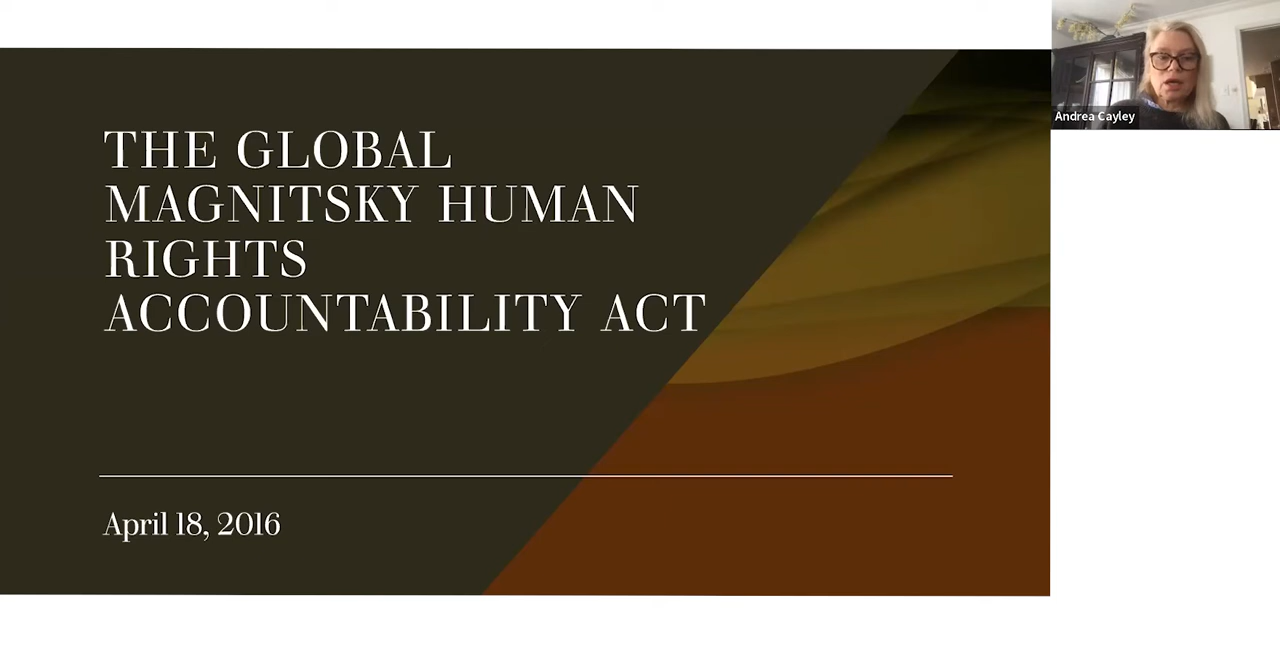 THE GLOBAL
MAGNITSKY HUMAN
RIGHTS
ACCOUNTABILITY ACT
April 18, 2016
Andrea Cayley